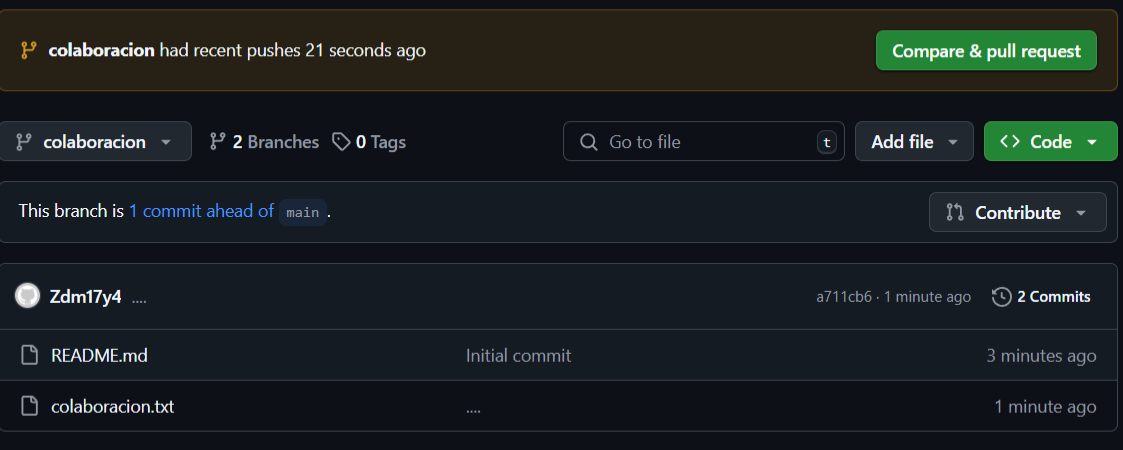 colaboracion had recent pushes 21 seconds ago
Compare & pull request
colaboracion
2 Branches
0 Tags
Go to file
t
Add file
Code
This branch is 1 commit ahead of main.
Contribute
Zdm17y4 ....
a711cb6 · 1 minute ago
2 Commits
README.md
Initial commit
3 minutes ago
colaboracion.txt
....
1 minute ago